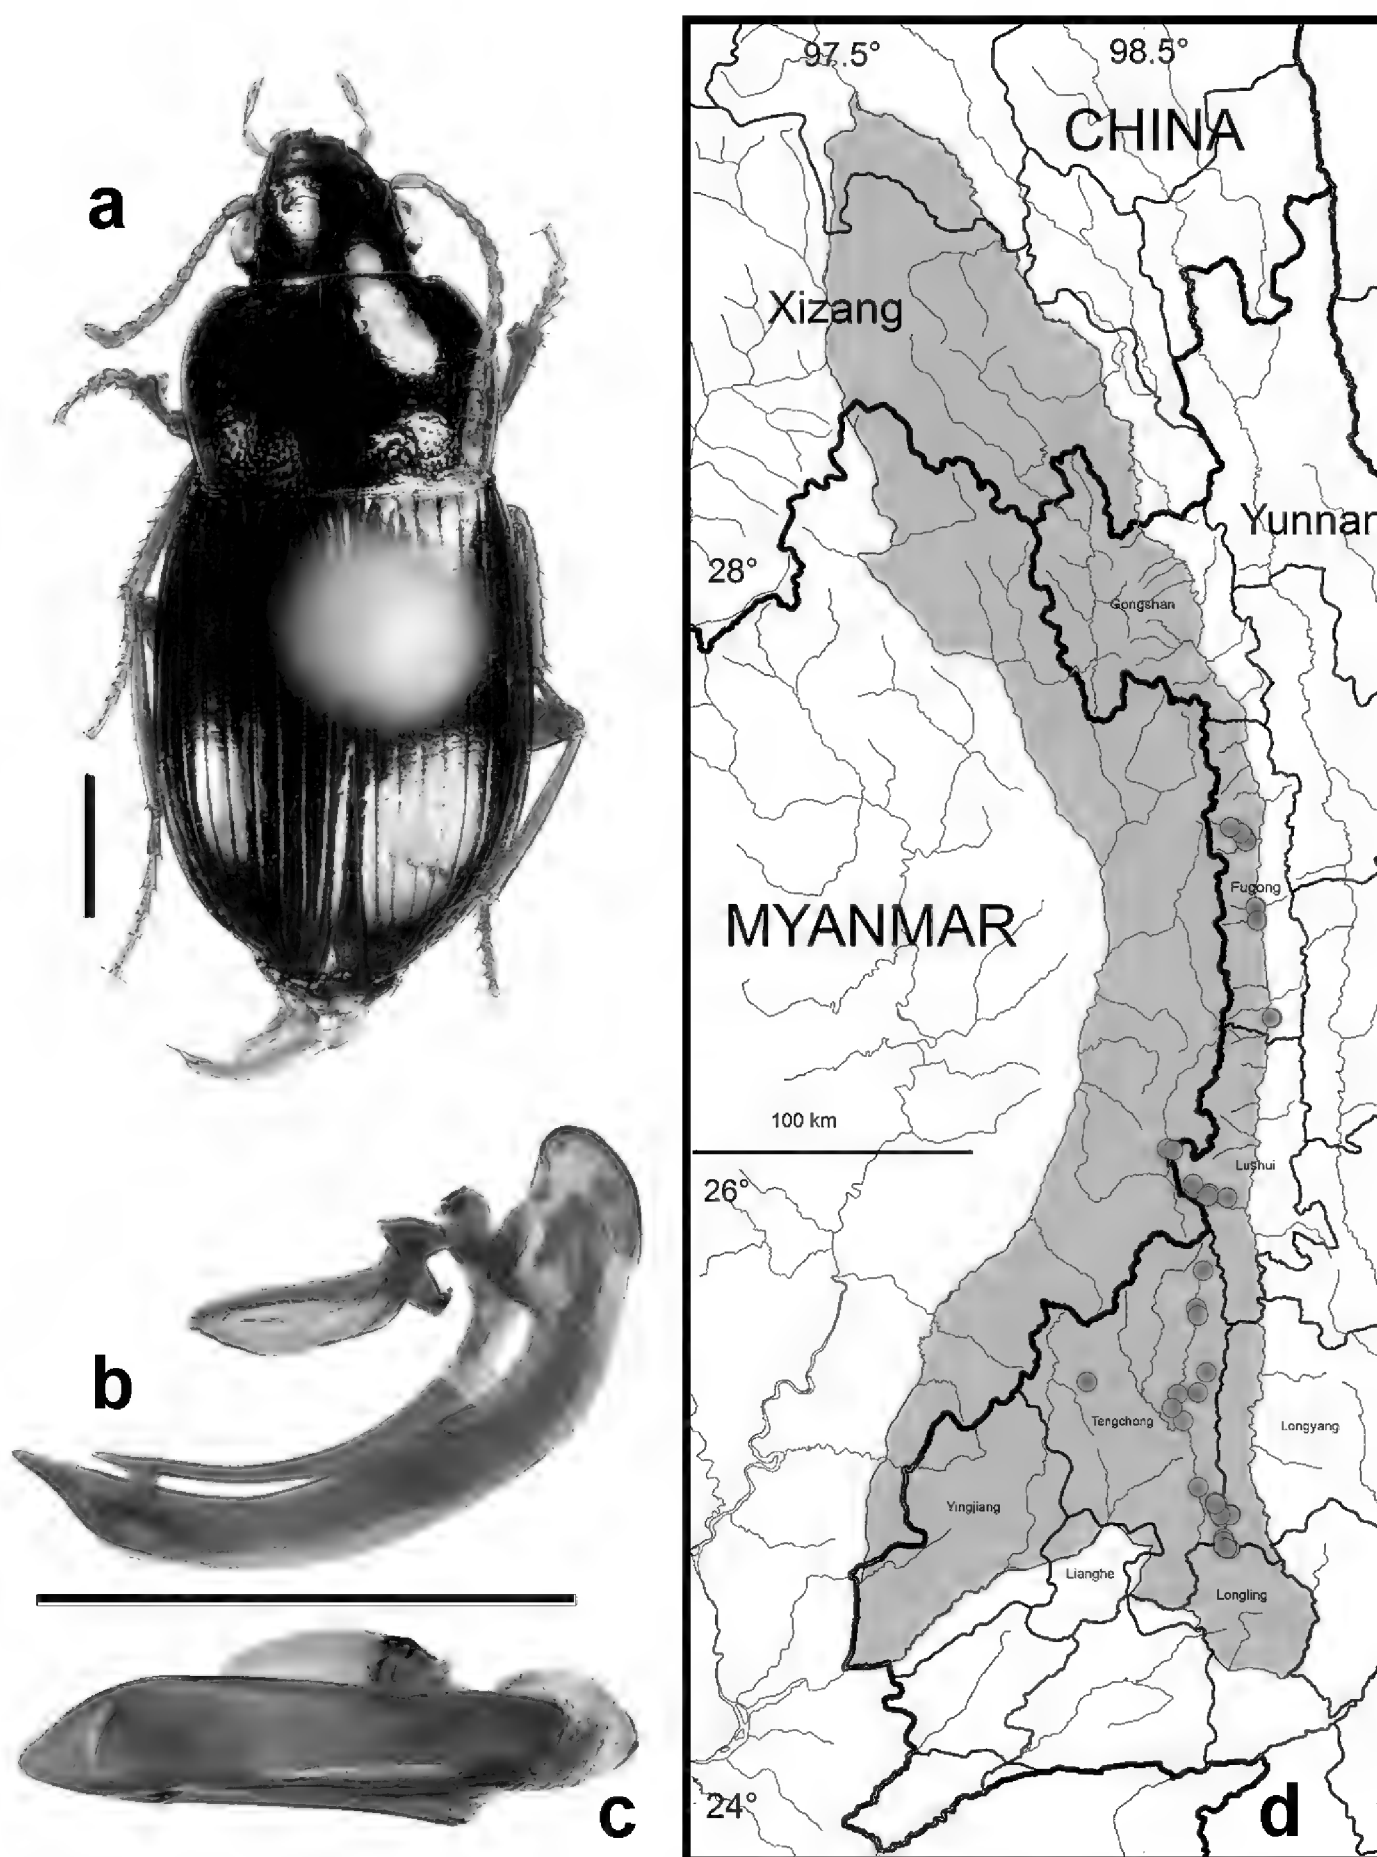 97.5°
98.5°
CHINA
a
Xizang
Yunnan
28°
Gongshan
Fugong
MYANMAR
100 km
Lushui
26°
b
Tengchong
Longyang
Yingjiang
Lianghe
Longling
24°
c
d